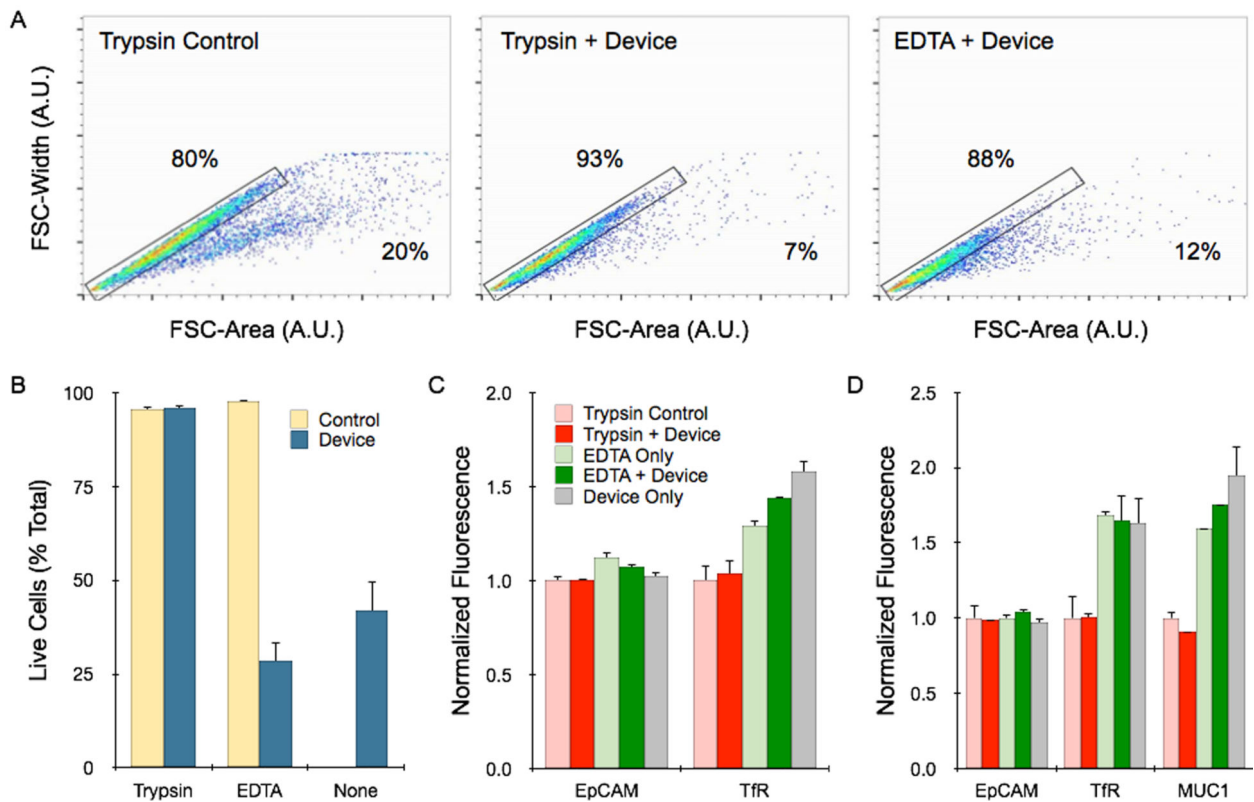 A
Trypsin Control
Trypsin + Device
EDTA + Device
FSC-Width (A.U.)
80%
20%
93%
7%
88%
12%
FSC-Area (A.U.)
FSC-Area (A.U.)
FSC-Area (A.U.)
B
Live Cells (% Total)
100
75
50
25
0
Control
Device
Trypsin
EDTA
None
C
Normalized Fluorescence
2.0
1.5
1.0
0.5
0.0
Trypsin Control
Trypsin + Device
EDTA Only
EDTA + Device
Device Only
EpCAM
TfR
D
Normalized Fluorescence
2.5
2.0
1.5
1.0
0.5
0.0
EpCAM
TfR
MUC1